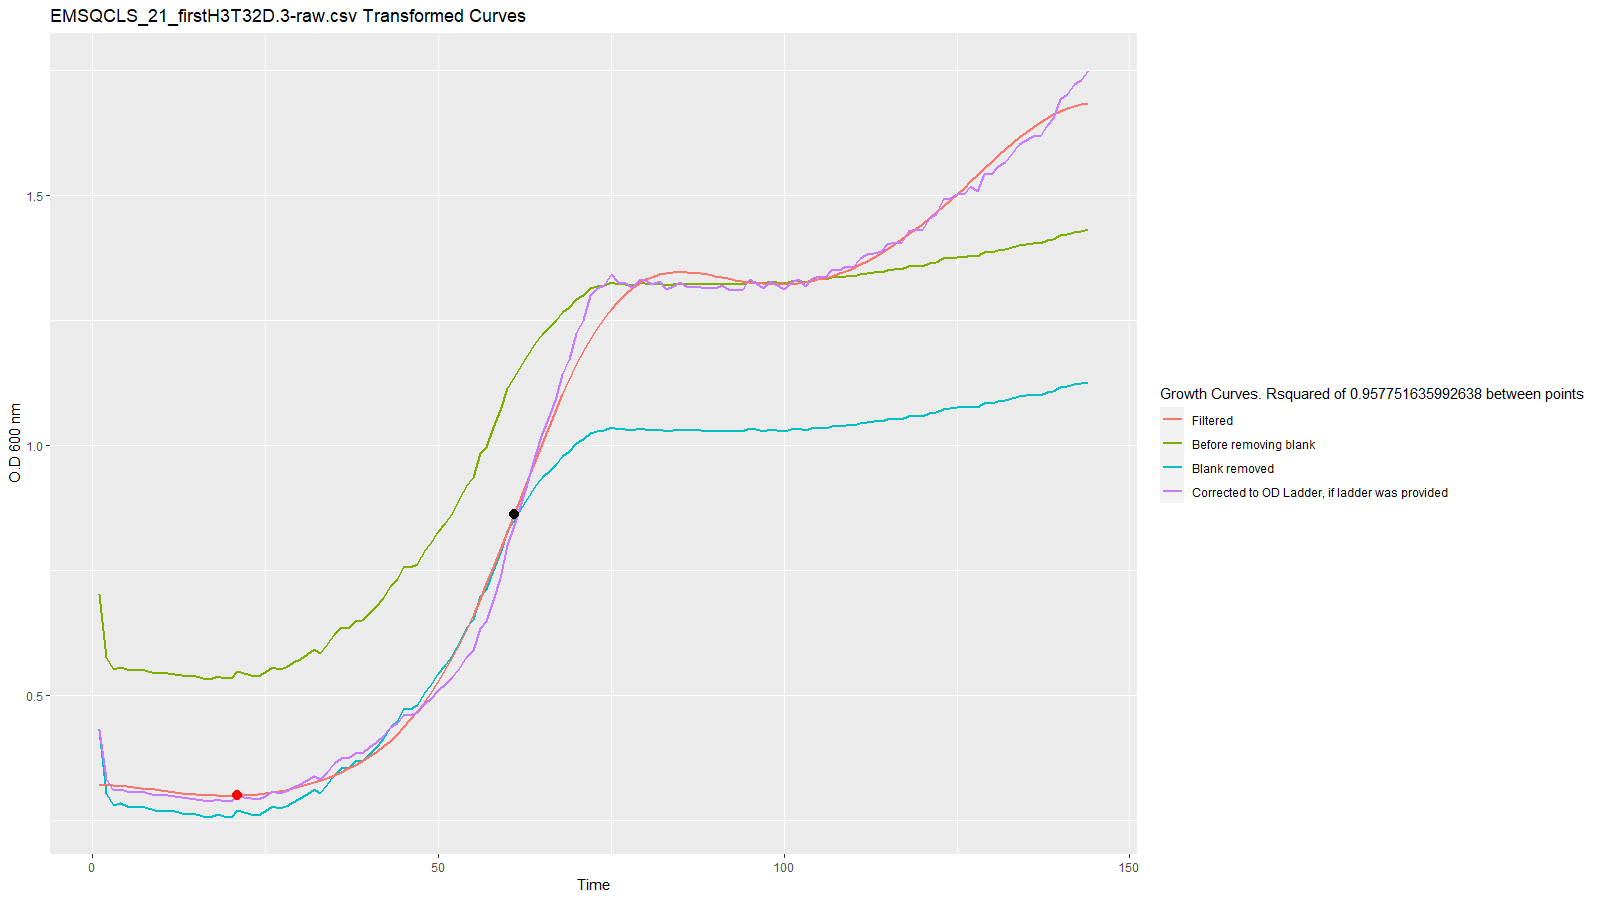 EMSQCLS_21_firstH3T32D.3-raw.csv Transformed Curves
1.5
1.0
0.5
O.D 600 nm
0
50
100
150
Time
Growth Curves. Rsquared of 0.957751635992638 between points
Filtered
Before removing blank
Blank removed
Corrected to OD Ladder, if ladder was provided